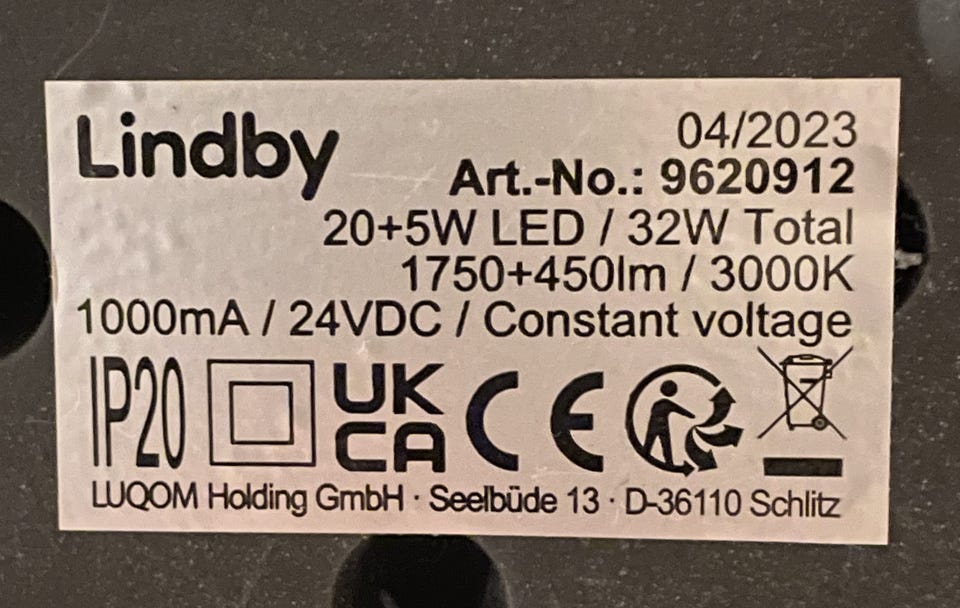 Lindby
04/2023
Art.-No.: 9620912
20+5W LED / 32W Total
1750+450lm / 3000K
1000mA / 24VDC / Constant voltage
IP20 UK CA CE
LUQOM Holding GmbH · Seelbüde 13 · D-36110 Schlitz